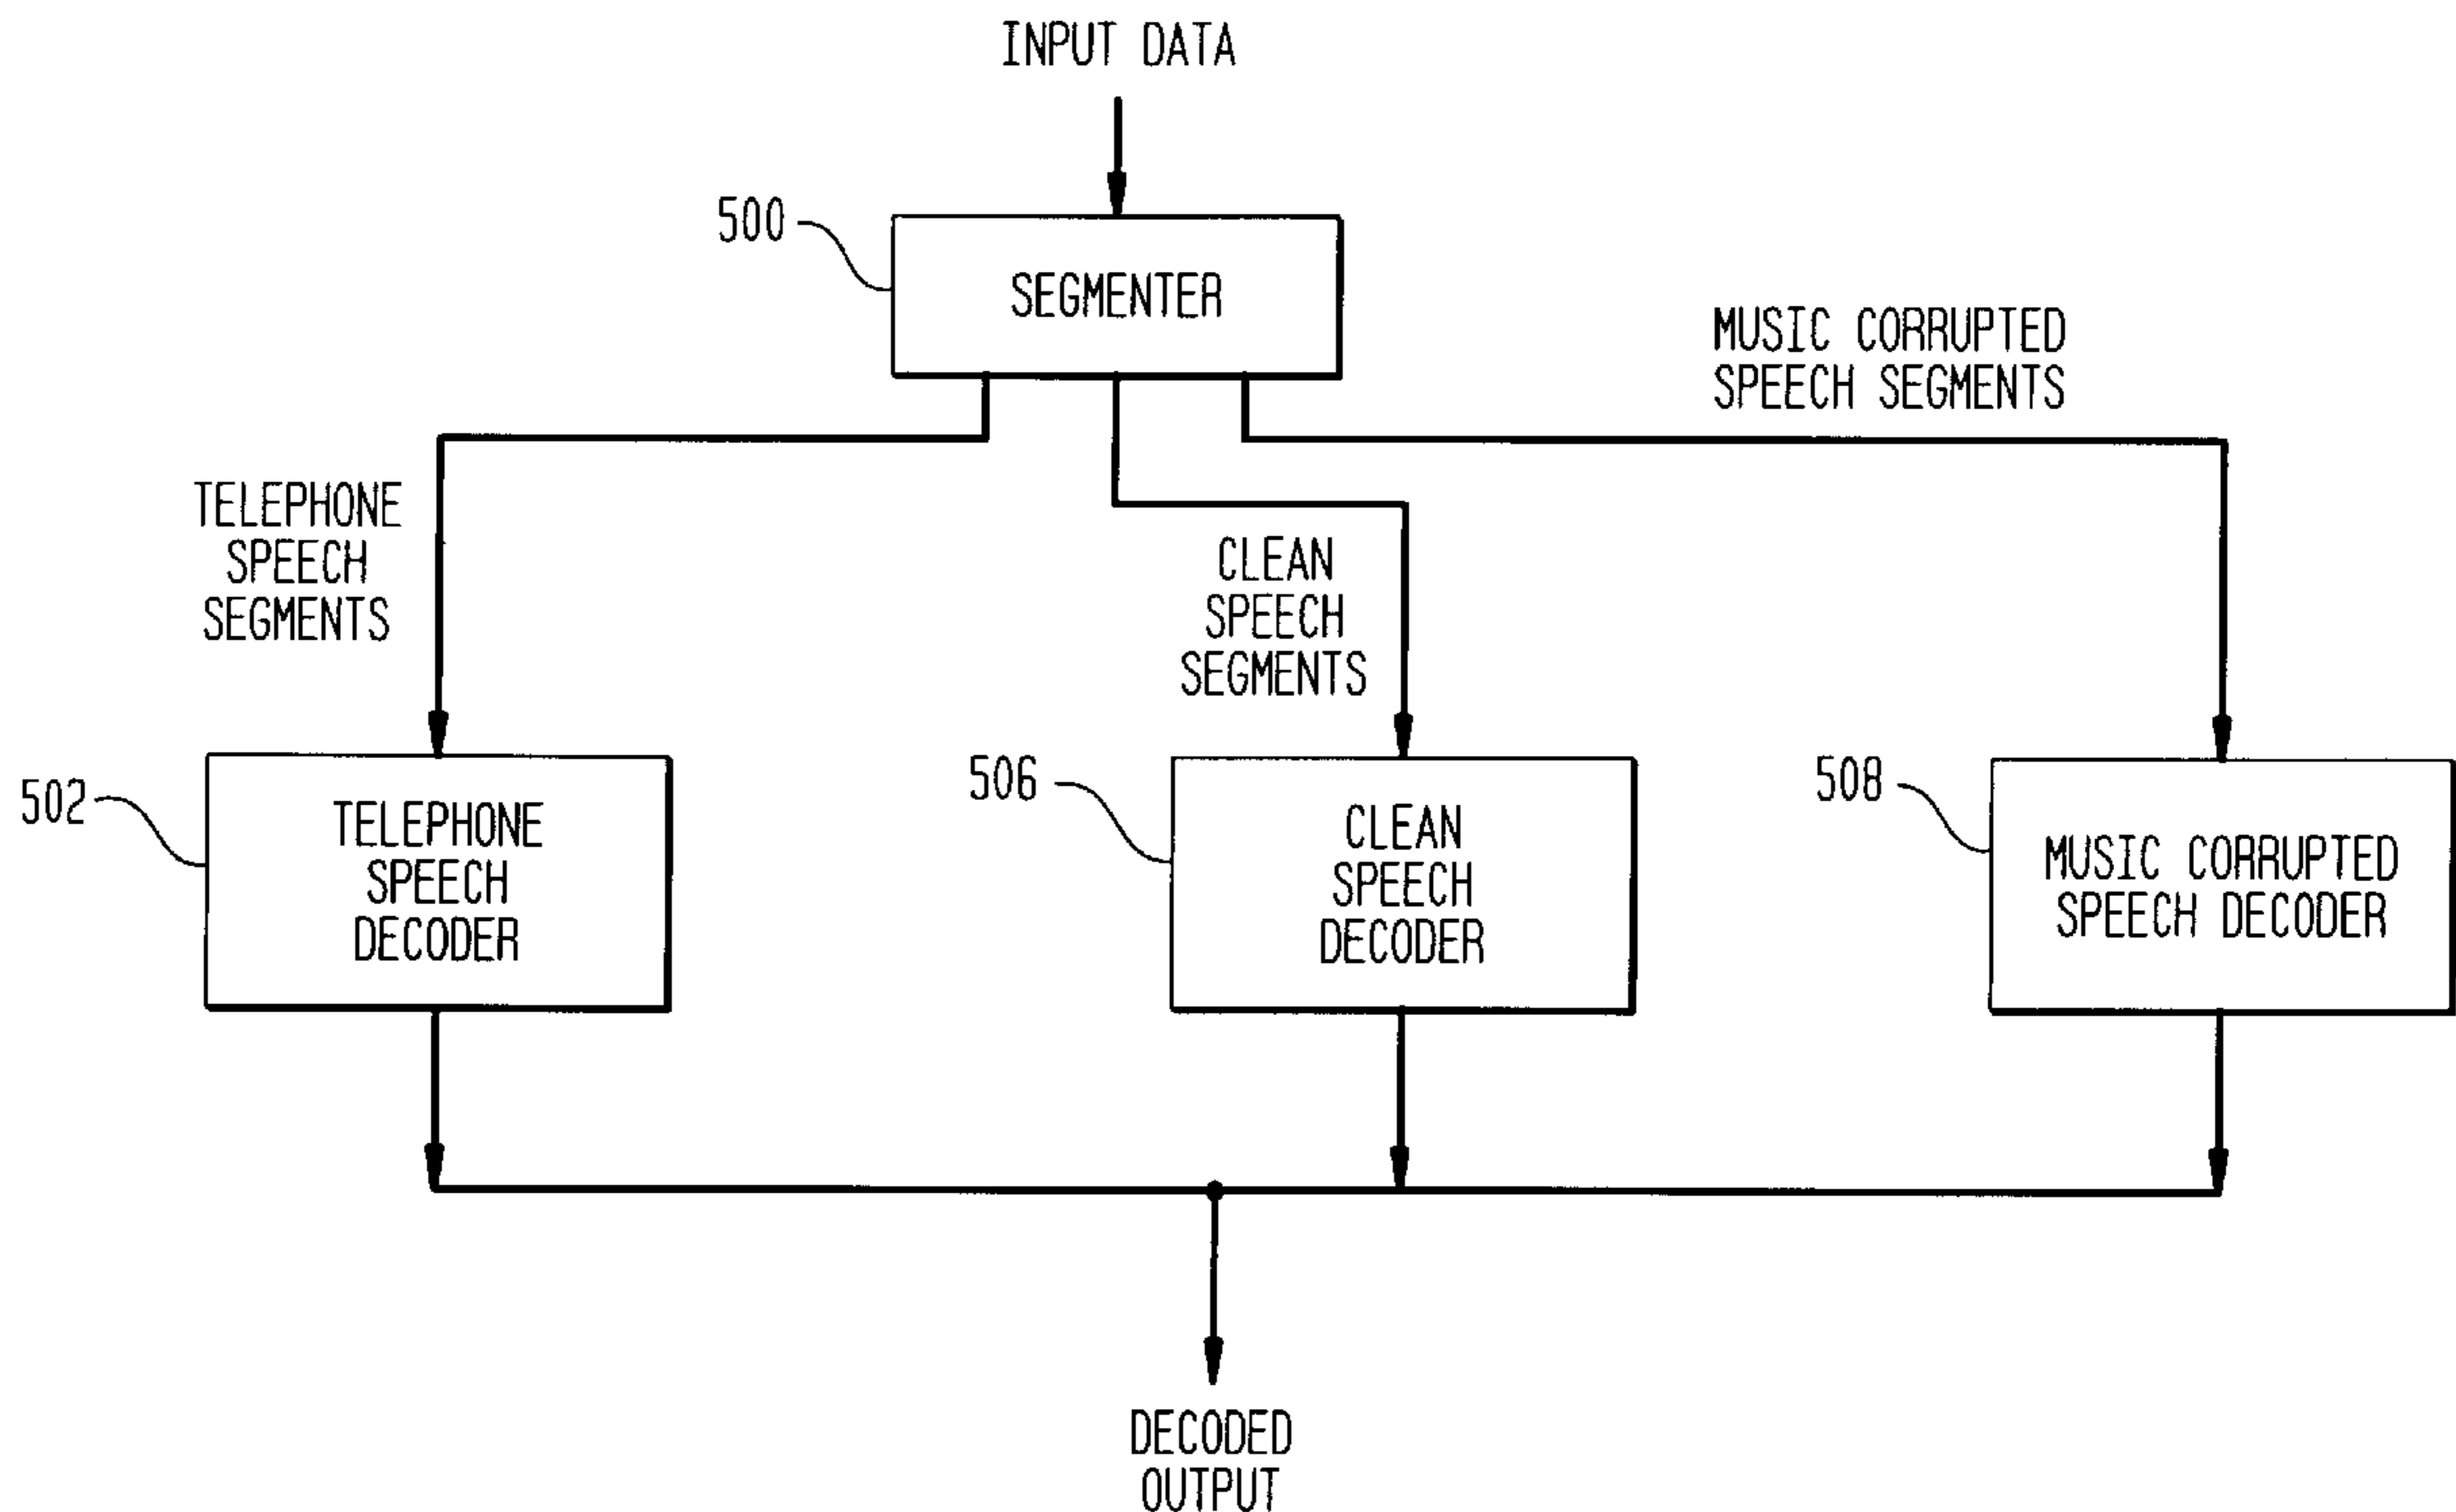 INPUT DATA
500
SEGMENTER
MUSIC CORRUPTED
SPEECH SEGMENTS
TELEPHONE
SPEECH
SEGMENTS
CLEAN
SPEECH
SEGMENTS
502
TELEPHONE
SPEECH
DECODER
506
CLEAN
SPEECH
DECODER
508
MUSIC CORRUPTED
SPEECH DECODER
DECODED
OUTPUT